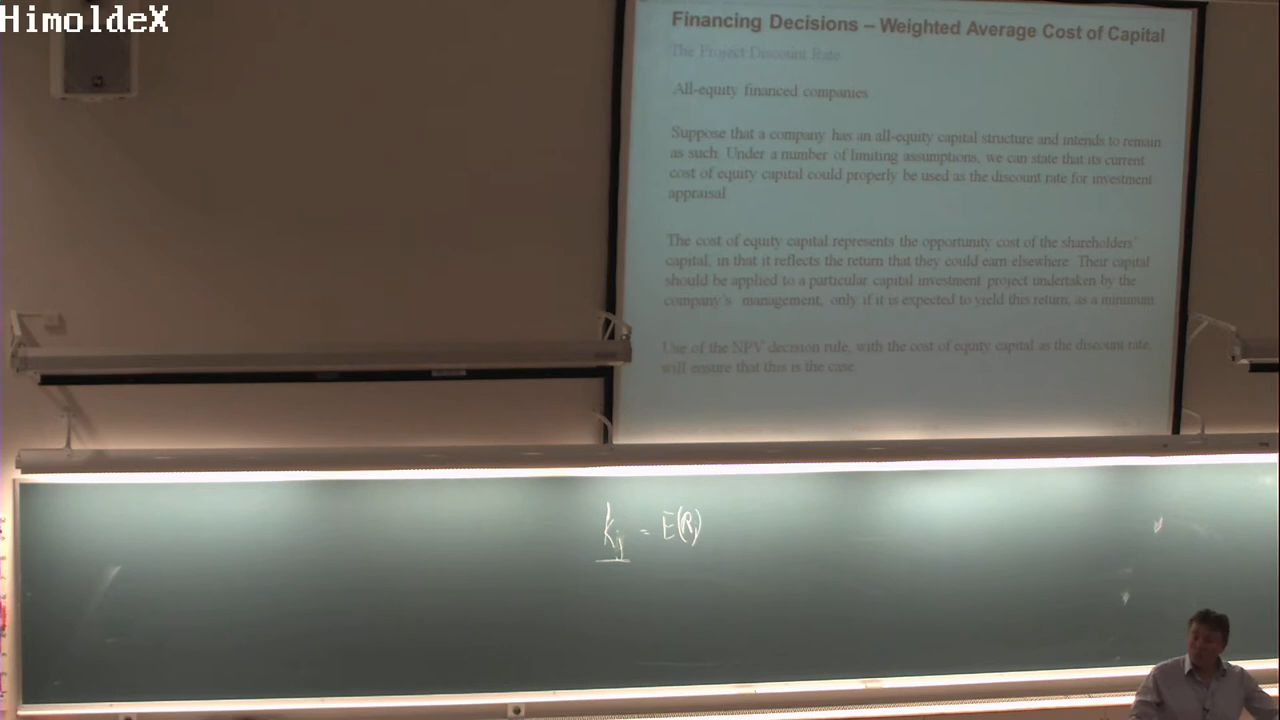 HimoldeX
Financing Decisions – Weighted Average Cost of Capital
The Project Discount Rate
All-equity financed companies
Suppose that a company has an all-equity capital structure and intends to remain
as such. Under a number of limiting assumptions, we can state that its current
cost of equity capital could properly be used as the discount rate for investment
appraisal
The cost of equity capital represents the opportunity cost of the shareholders'
capital, in that it reflects the return that they could earn elsewhere. Their capital
should be applied to a particular capital investment project undertaken by the
company's management, only if it is expected to yield this return, as a minimum
Use of the NPV decision rule, with the cost of equity capital as the discount rate,
will ensure that this is the case.